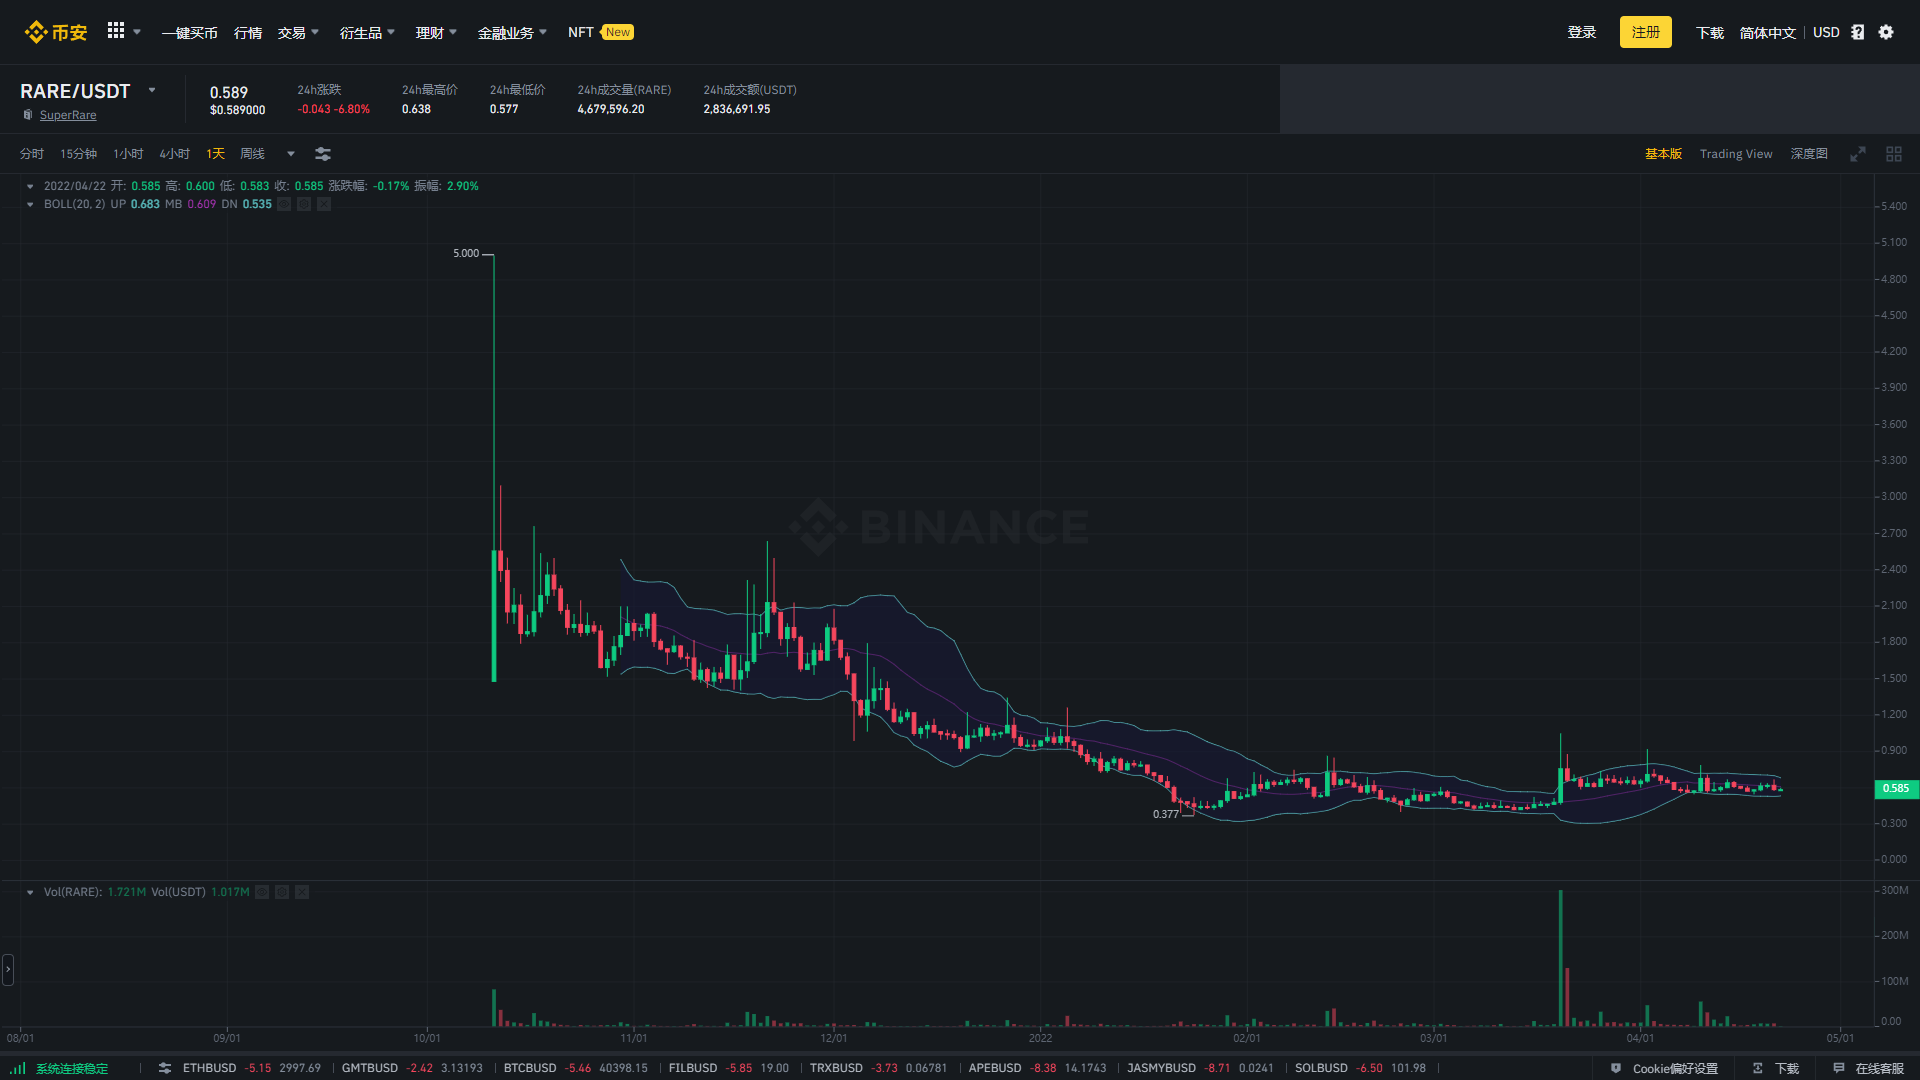 币安 一键买币 行情 交易 衍生品 理财 金融业务 NFT New 登录 注册 下载 简体中文 USD
RARE/USDT
SuperRare
0.589
$0.589000
24h涨跌
-0.043 -6.80%
24h最高价
0.638
24h最低价
0.577
24h成交量(RARE)
4,679,596.20
24h成交额(USDT)
2,836,691.95
分时 15分钟 1小时 4小时 1天 周线 基本版 Trading View 深度图
2022/04/22 开: 0.585 高: 0.600 低: 0.583 收: 0.585 涨跌幅: -0.17% 振幅: 2.90%
BOLL(20, 2) UP 0.683 MB 0.609 DN 0.535
5.400
5.100
5.000
4.800
4.500
4.200
3.900
3.600
3.300
3.000
BINANCE
2.700
2.400
2.100
1.800
1.500
1.200
0.900
0.585
0.377
0.300
0.000
Vol(RARE): 1.721M Vol(USDT) 1.017M
300M
200M
100M
0.00
08/01 09/01 10/01 11/01 12/01 2022 02/01 03/01 04/01 05/01
系统连接稳定 ETHBUSD -5.15 2997.69 GMTBUSD -2.42 3.13193 BTCBUSD -5.46 40398.15 FILBUSD -5.85 19.00 TRXBUSD -3.73 0.06781 APEBUSD -8.38 14.1743 JASMYBUSD -8.71 0.0241 SOLBUSD -6.50 101.98 Cookie偏好设置 下载 在线客服